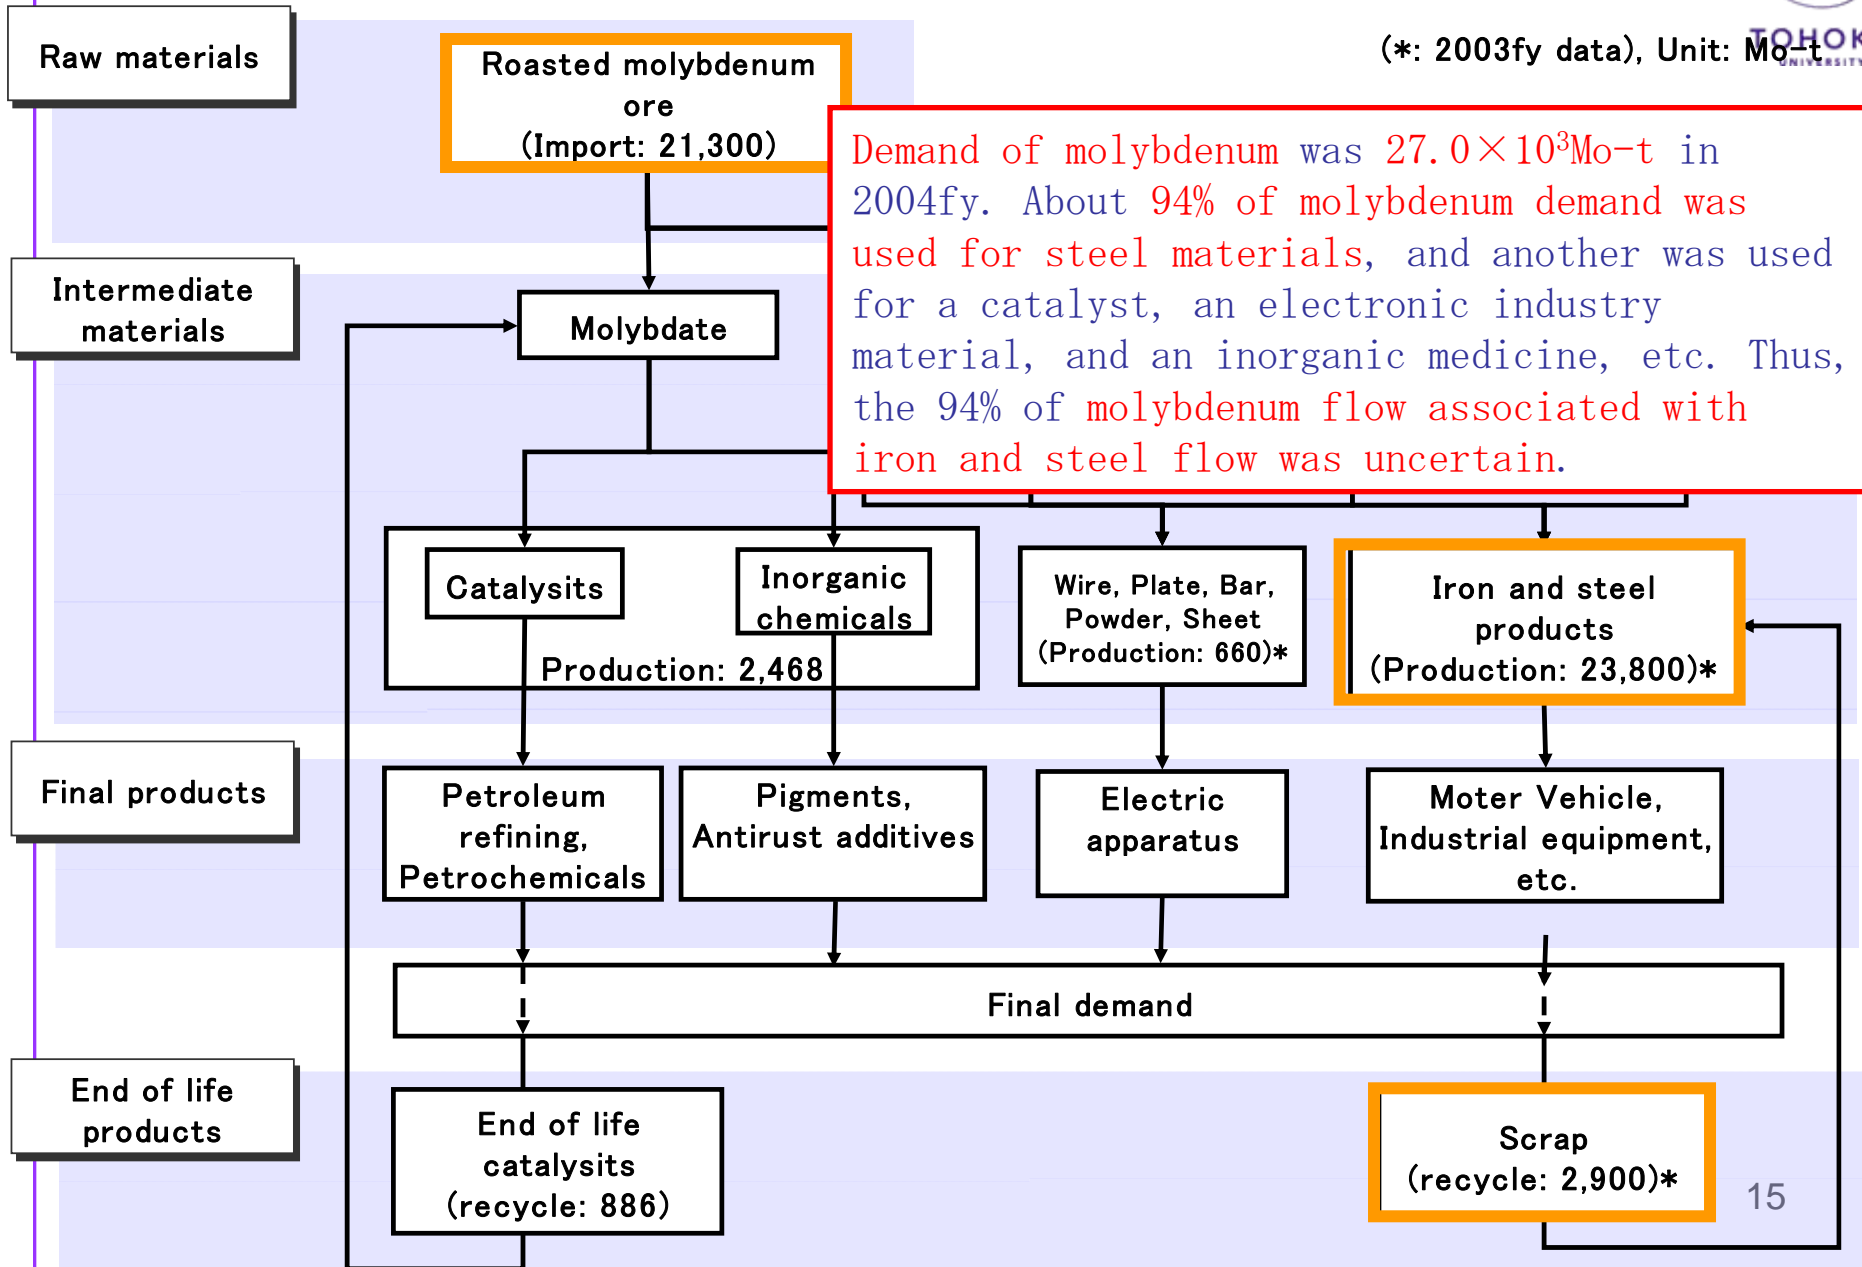 Raw materials
Roasted molybdenum
ore
(Import: 21,300)
(*: 2003fy data), Unit: Mo-t
UNIVERSITY
Demand of molybdenum was 27.0×10³Mo-t in
2004fy. About 94% of molybdenum demand was
used for steel materials, and another was used
for a catalyst, an electronic industry
material, and an inorganic medicine, etc. Thus,
the 94% of molybdenum flow associated with
iron and steel flow was uncertain.
Intermediate
materials
Molybdate
Catalysits
Inorganic
chemicals
Production: 2,468
Wire, Plate, Bar,
Powder, Sheet
(Production: 660)*
Iron and steel
products
(Production: 23,800)*
Final products
Petroleum
refining,
Petrochemicals
Pigments,
Antirust additives
Electric
apparatus
Moter Vehicle,
Industrial equipment,
etc.
Final demand
End of life
products
End of life
catalysits
(recycle: 886)
Scrap
(recycle: 2,900)*
15